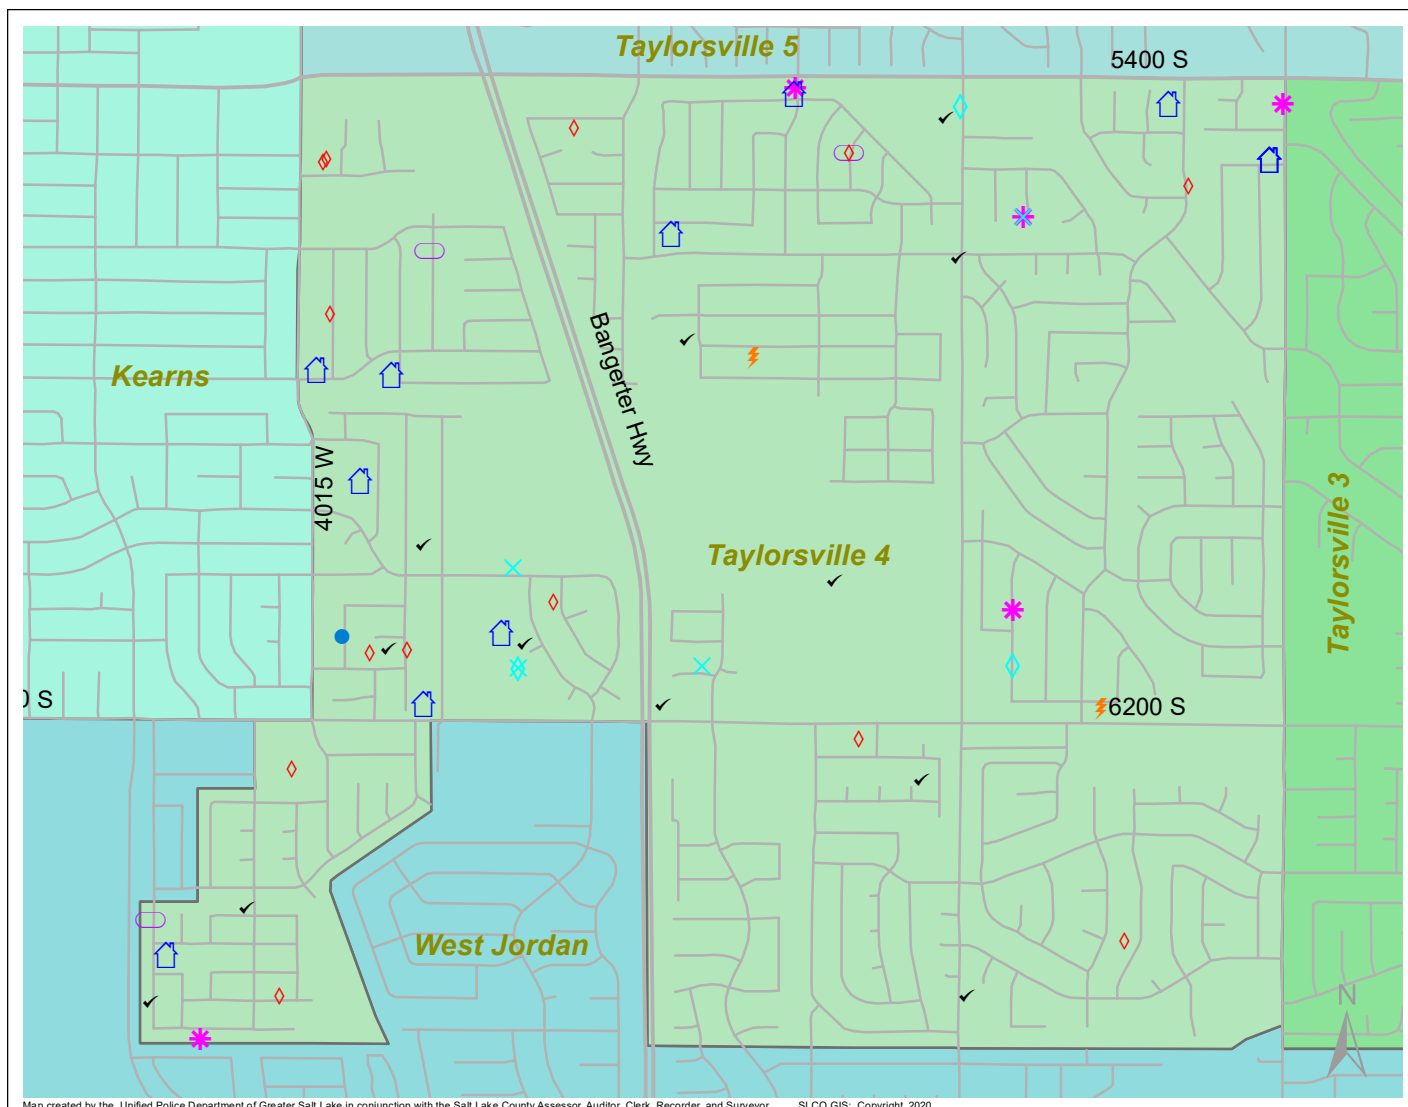 Taylorsville 5
5400 S
Bangerter Hwy
Kearns
4015 W
Taylorsville 3
Taylorsville 4
0 S
6200 S
West Jordan
N
Map created by the Unified Police Department of Greater Salt Lake in conjunction with the Salt Lake County Assessor, Auditor, Clerk, Recorder, and Surveyor. SLCO GIS: Copyright, 2020